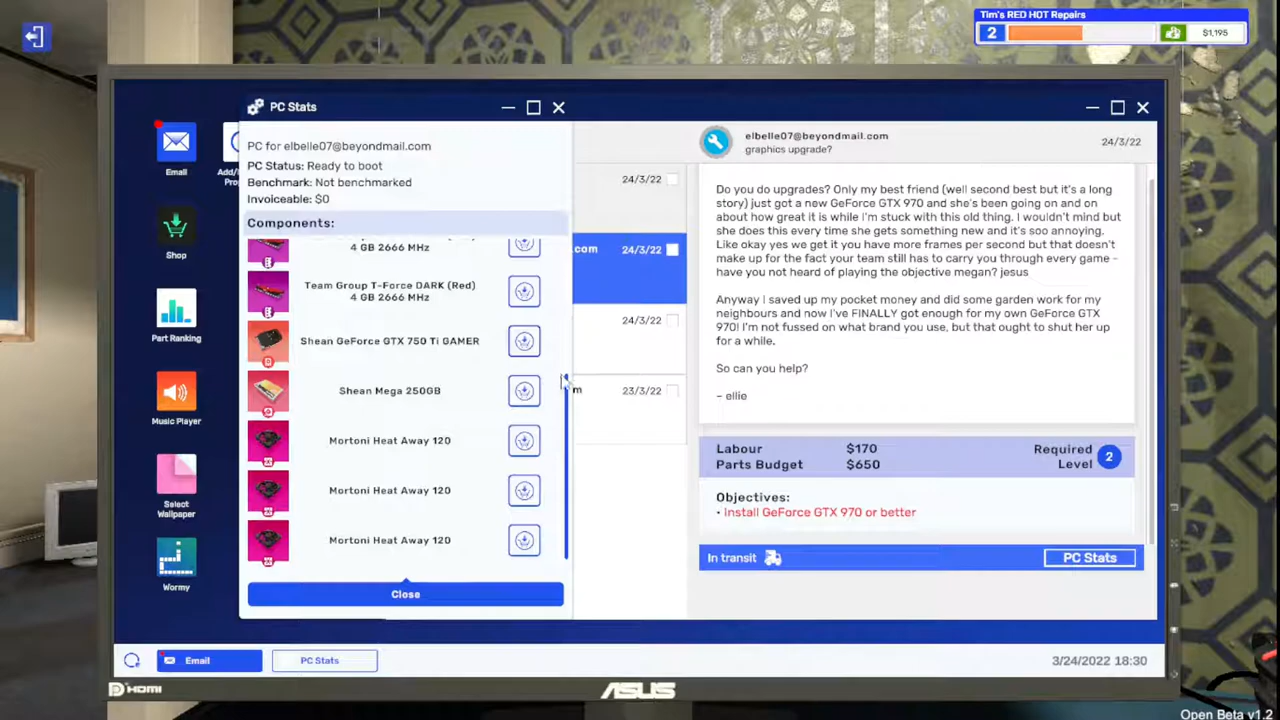 Tim's RED HOT Repairs
2
$1,195
PC Stats
PC for elbelle07@beyondmail.com
PC Status: Ready to boot
Benchmark: Not benchmarked
Invoiceable: $0
Components:
4 GB 2666 MHz
Team Group T-Force DARK (Red)
4 GB 2666 MHz
Shean GeForce GTX 750 Ti GAMER
Shean Mega 250GB
Mortoni Heat Away 120
Mortoni Heat Away 120
Mortoni Heat Away 120
Close
Email
Add/
Shop
Part Ranking
Music Player
Select
Wallpaper
Wormy
24/3/22
.com
24/3/22
24/3/22
m
23/3/22
elbelle07@beyondmail.com
graphics upgrade?
24/3/22
Do you do upgrades? Only my best friend (well second best but it's a long
story) just got a new GeForce GTX 970 and she's been going on and on
about how great it is while I'm stuck with this old thing. I wouldn't mind but
she does this every time she gets something new and it's soo annoying.
Like okay yes we get it you have more frames per second but that doesn't
make up for the fact your team still has to carry you through every game -
have you not heard of playing the objective megan? jesus
Anyway I saved up my pocket money and did some garden work for my
neighbours and now I've FINALLY got enough for my own GeForce GTX
970! I'm not fussed on what brand you use, but that ought to shut her up
for a while.
So can you help?
- ellie
Labour $170
Parts Budget $650
Required
Level 2
Objectives:
• Install GeForce GTX 970 or better
In transit
PC Stats
Email
PC Stats
3/24/2022 18:30
HDMI
ASUS
Open Beta v1.2